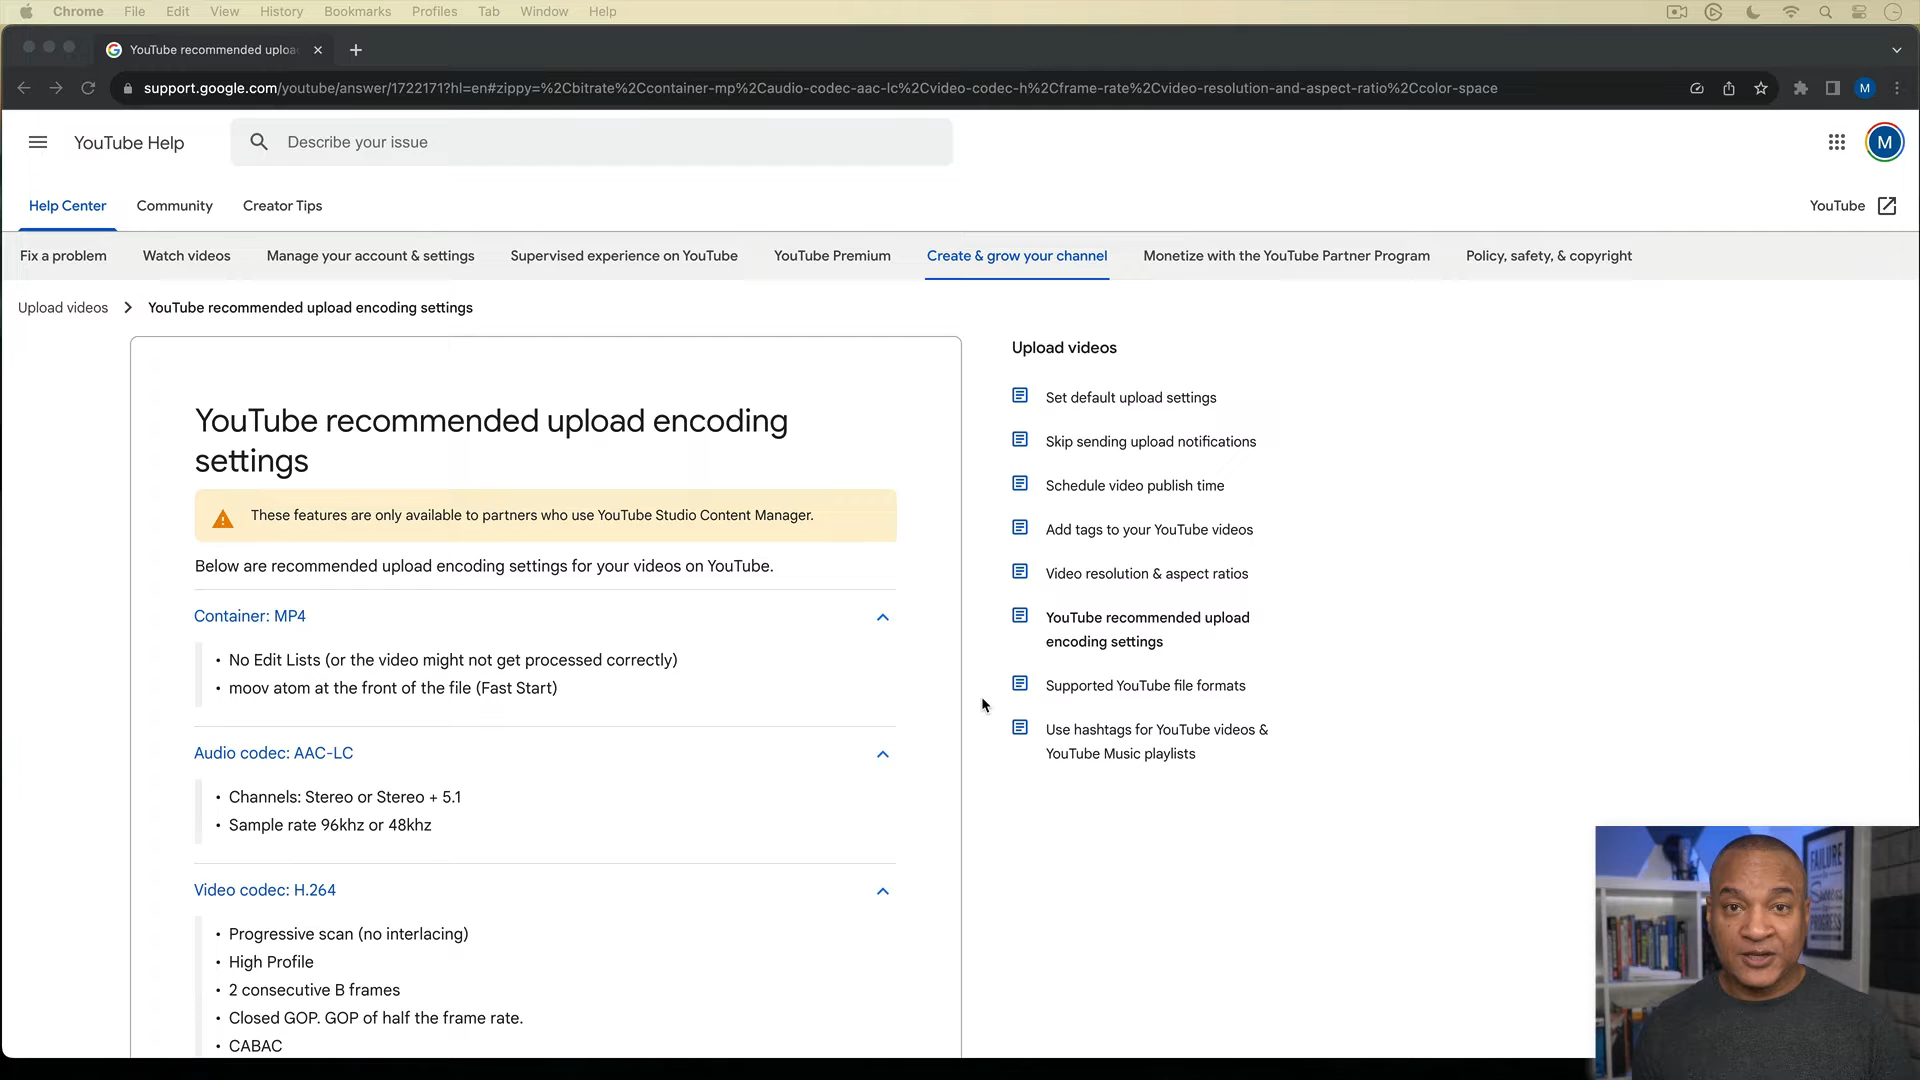 Chrome File Edit View History Bookmarks Profiles Tab Window Help
YouTube recommended uploa
support.google.com/youtube/answer/1722171?hl=en#zippy=%2Cbitrate%2Ccontainer-mp%2Caudio-codec-aac-lc%2Cvideo-codec-h%2Cframe-rate%2Cvideo-resolution-and-aspect-ratio%2Ccolor-space
M
YouTube Help
Describe your issue
M
Help Center Community Creator Tips
YouTube
Fix a problem Watch videos Manage your account & settings Supervised experience on YouTube YouTube Premium Create & grow your channel Monetize with the YouTube Partner Program Policy, safety, & copyright
Upload videos YouTube recommended upload encoding settings
YouTube recommended upload encoding
settings
These features are only available to partners who use YouTube Studio Content Manager.
Below are recommended upload encoding settings for your videos on YouTube.
Container: MP4
• No Edit Lists (or the video might not get processed correctly)
• moov atom at the front of the file (Fast Start)
Audio codec: AAC-LC
• Channels: Stereo or Stereo + 5.1
• Sample rate 96khz or 48khz
Video codec: H.264
• Progressive scan (no interlacing)
• High Profile
• 2 consecutive B frames
• Closed GOP. GOP of half the frame rate.
• CABAC
Upload videos
Set default upload settings
Skip sending upload notifications
Schedule video publish time
Add tags to your YouTube videos
Video resolution & aspect ratios
YouTube recommended upload
encoding settings
Supported YouTube file formats
Use hashtags for YouTube videos &
YouTube Music playlists
FAILURE
PROGRESS